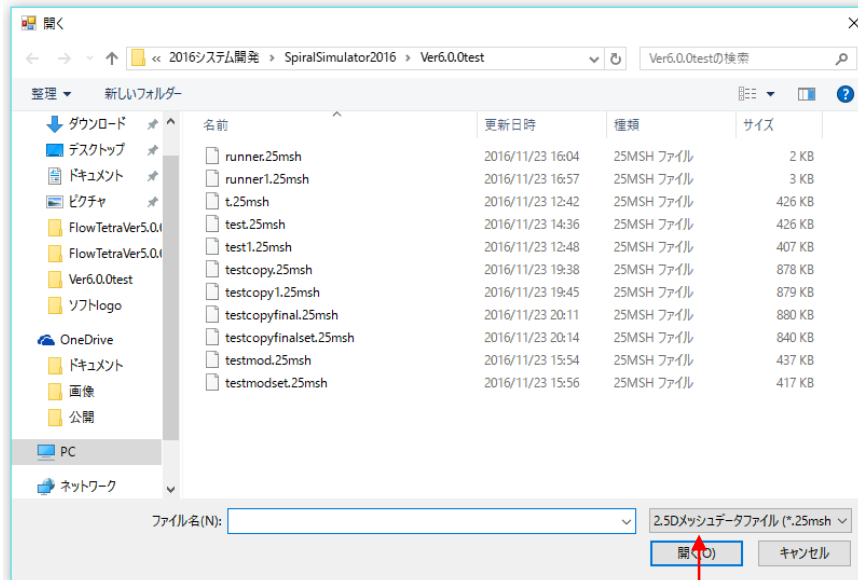 開く
« 2016システム開発 › SpiralSimulator2016 › Ver6.0.0test Ver6.0.0testの検索
整理 新しいフォルダー
ダウンロード
デスクトップ
ドキュメント
ピクチャ
FlowTetraVer5.0.
FlowTetraVer5.0.
Ver6.0.0test
ソフトlogo
OneDrive
ドキュメント
画像
公開
PC
ネットワーク
名前 更新日時 種類 サイズ
runner.25msh 2016/11/23 16:04 25MSH ファイル 2 KB
runner1.25msh 2016/11/23 16:57 25MSH ファイル 3 KB
t.25msh 2016/11/23 12:42 25MSH ファイル 426 KB
test.25msh 2016/11/23 14:36 25MSH ファイル 426 KB
test1.25msh 2016/11/23 12:48 25MSH ファイル 407 KB
testcopy.25msh 2016/11/23 19:38 25MSH ファイル 878 KB
testcopy1.25msh 2016/11/23 19:45 25MSH ファイル 879 KB
testcopyfinal.25msh 2016/11/23 20:11 25MSH ファイル 880 KB
testcopyfinalset.25msh 2016/11/23 20:14 25MSH ファイル 840 KB
testmod.25msh 2016/11/23 15:54 25MSH ファイル 437 KB
testmodset.25msh 2016/11/23 15:56 25MSH ファイル 417 KB
ファイル名(N): 2.5Dメッシュデータファイル (*.25msh
開く(O) キャンセル